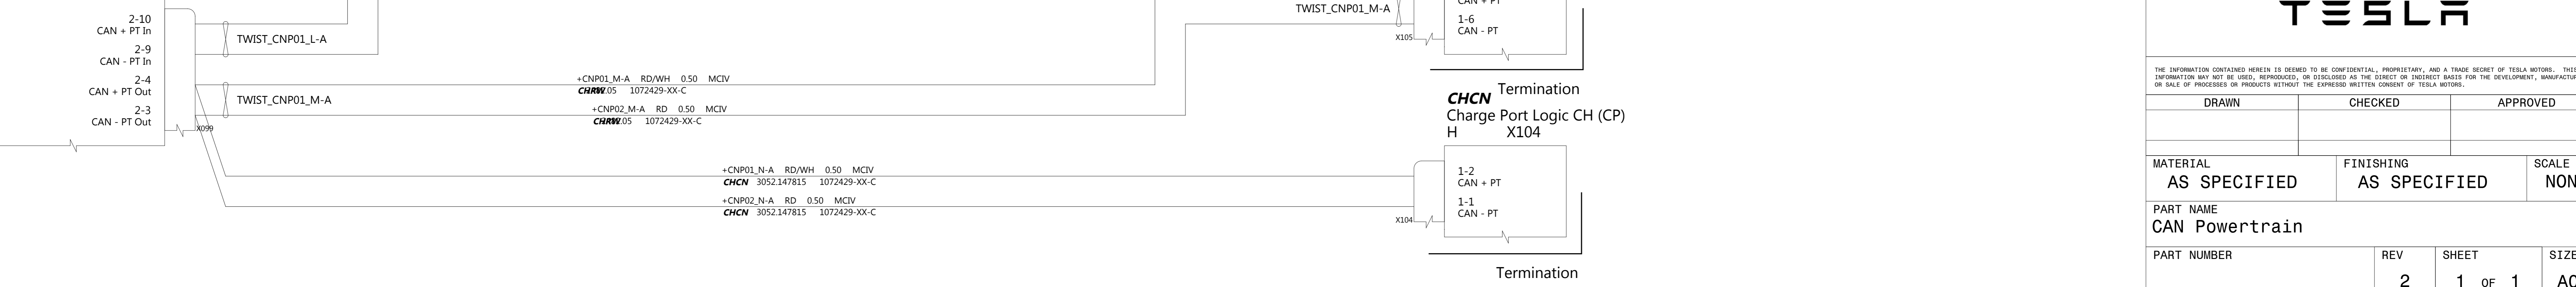 2-10
CAN + PT In
2-9
CAN - PT In
2-4
CAN + PT Out
2-3
CAN - PT Out
X099
TWIST_CNP01_L-A
TWIST_CNP01_M-A
+CNP01_M-A RD/WH 0.50 MCIV
1072429-XX-C
+CNP02_M-A RD 0.50 MCIV
1072429-XX-C
+CNP01_N-A RD/WH 0.50 MCIV
CHCN 3052.147815 1072429-XX-C
+CNP02_N-A RD 0.50 MCIV
CHCN 3052.147815 1072429-XX-C
TWIST_CNP01_M-A
X105
CAN + PT
1-6
CAN - PT
Termination
CHCN
Charge Port Logic CH (CP)
H X104
1-2
CAN + PT
1-1
CAN - PT
X104
Termination
TESLA
THE INFORMATION CONTAINED HEREIN IS DEEMED TO BE CONFIDENTIAL, PROPRIETARY, AND A TRADE SECRET OF TESLA MOTORS. THIS
INFORMATION MAY NOT BE USED, REPRODUCED, OR DISCLOSED AS THE DIRECT OR INDIRECT BASIS FOR THE DEVELOPMENT, MANUFACTU
OR SALE OF PROCESSES OR PRODUCTS WITHOUT THE EXPRESSD WRITTEN CONSENT OF TESLA MOTORS.
DRAWN CHECKED APPROVED
MATERIAL FINISHING SCALE
AS SPECIFIED AS SPECIFIED NON
PART NAME
CAN Powertrain
PART NUMBER REV SHEET SIZE
2 1 OF 1